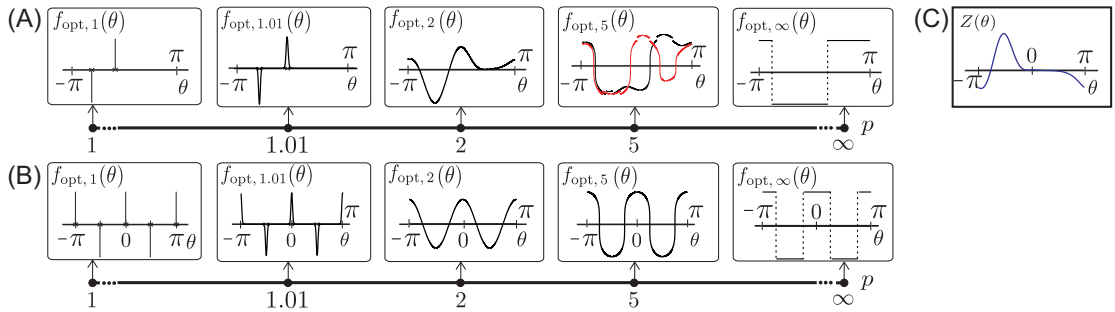 (A)
f_opt, 1(θ)
π
−π
θ
f_opt, 1.01(θ)
π
−π
θ
f_opt, 2(θ)
π
−π
θ
f_opt, 5(θ)
π
−π
θ
f_opt, ∞(θ)
π
−π
θ
(C)
Z(θ)
0
π
−π
θ
1
1.01
2
5
∞
p
(B)
f_opt, 1(θ)
−π
0
π
θ
f_opt, 1.01(θ)
π
−π
0
θ
f_opt, 2(θ)
π
−π
0
θ
f_opt, 5(θ)
π
−π
0
θ
f_opt, ∞(θ)
−π
0
π
θ
1
1.01
2
5
∞
p